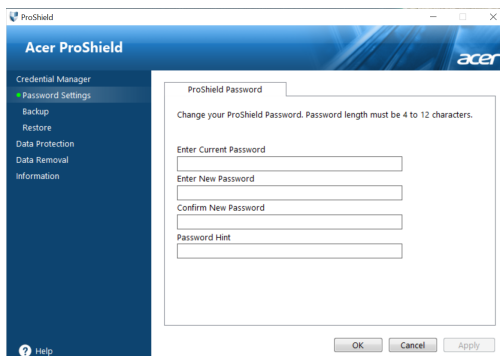 ProShield
Acer ProShield
acer
Credential Manager
Password Settings
Backup
Restore
Data Protection
Data Removal
Information
Help
ProShield Password
Change your ProShield Password. Password length must be 4 to 12 characters.
Enter Current Password
Enter New Password
Confirm New Password
Password Hint
OK
Cancel
Apply